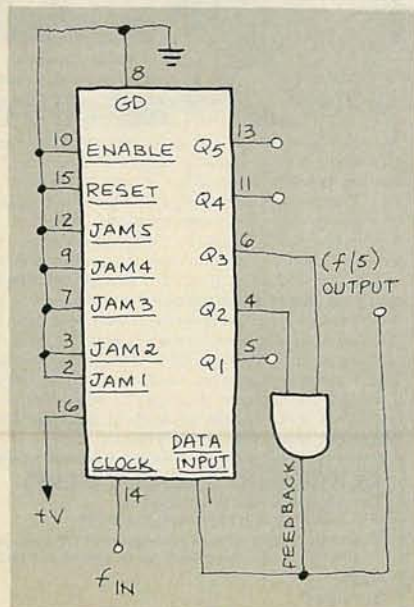 8
GD
10 ENABLE Q5 13
15 RESET Q4 11
12 JAM5
9 JAM4 Q3 6
(f/5)
OUTPUT
7 JAM3 Q2 4
3 JAM2 Q1 5
2 JAM1
16
DATA
CLOCK INPUT
14 1
+V
FEEDBACK
f IN